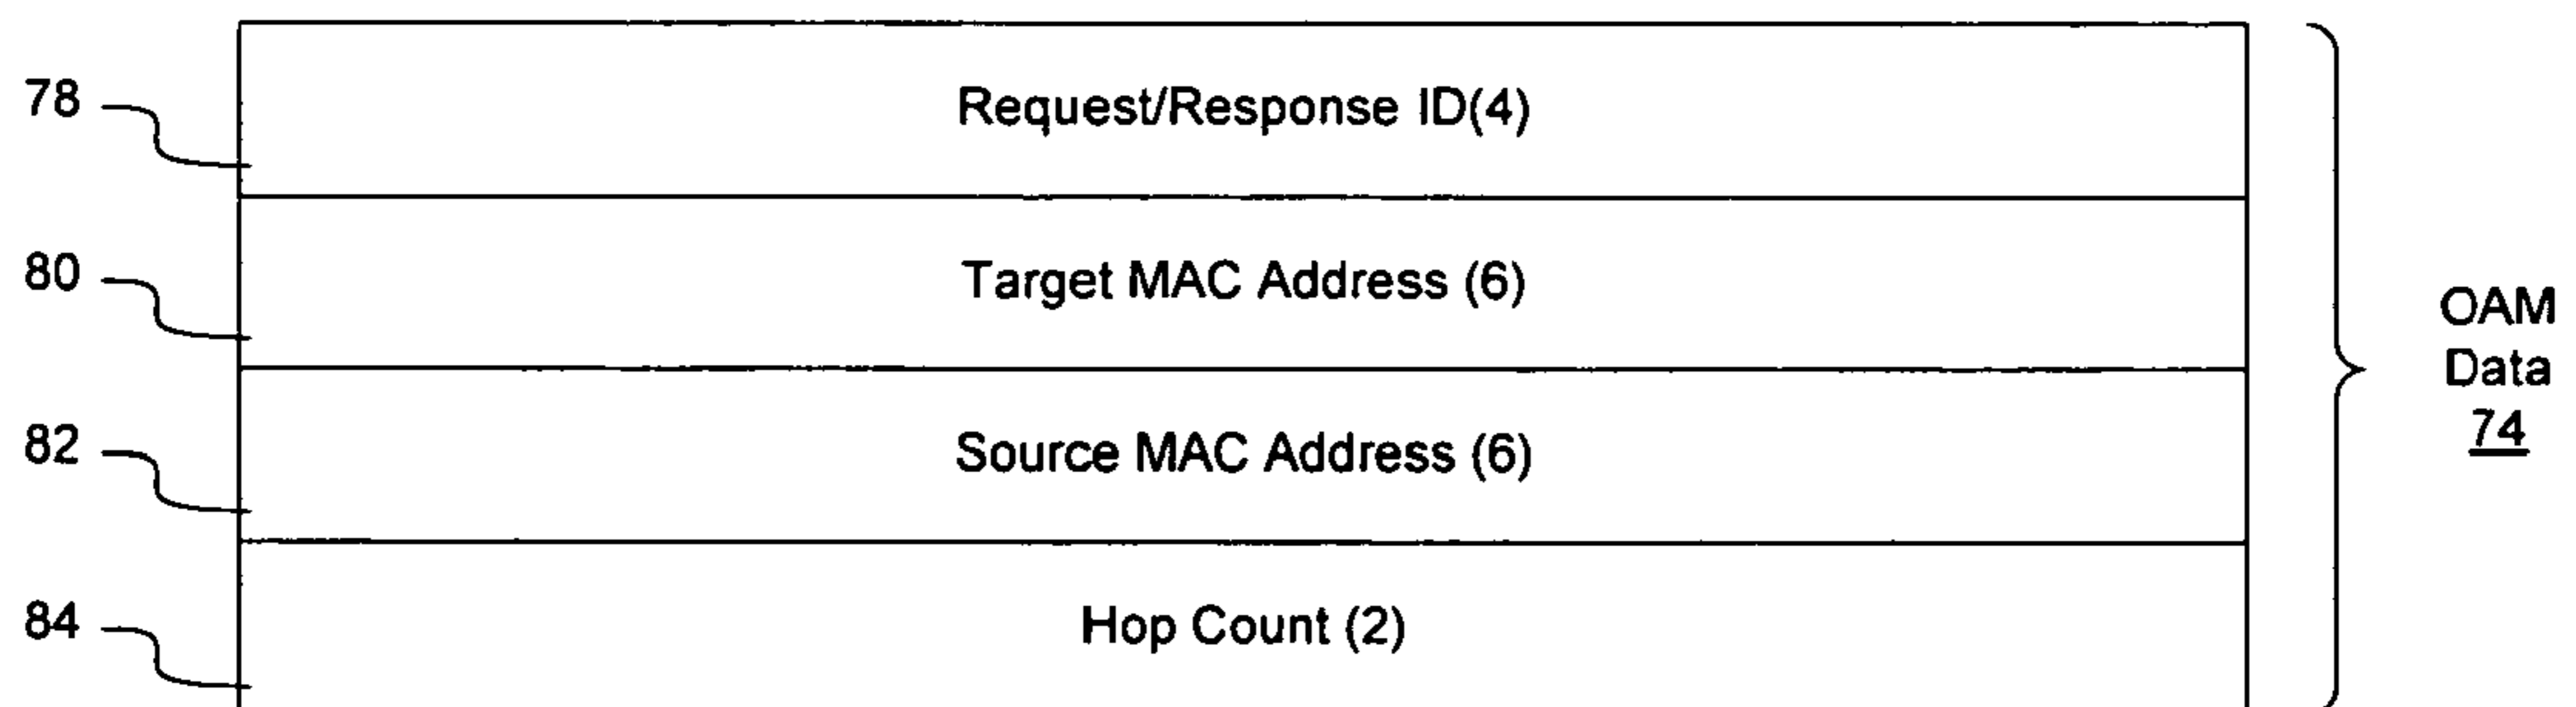 78
Request/Response ID(4)
80
Target MAC Address (6)
82
Source MAC Address (6)
84
Hop Count (2)
OAM
Data
74